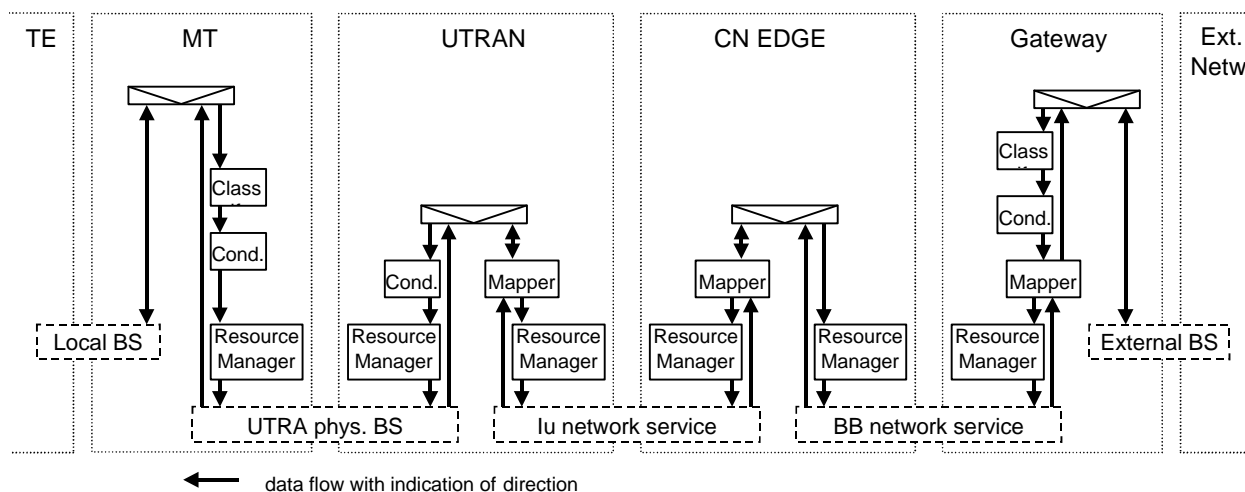 TE
MT
UTRAN
CN EDGE
Gateway
Ext.
Netw
Class
Cond.
Local BS
Resource
Manager
Cond.
Mapper
Resource
Manager
Resource
Manager
Mapper
Resource
Manager
Resource
Manager
Class
Cond.
Mapper
Resource
Manager
External BS
UTRA phys. BS
Iu network service
BB network service
data flow with indication of direction